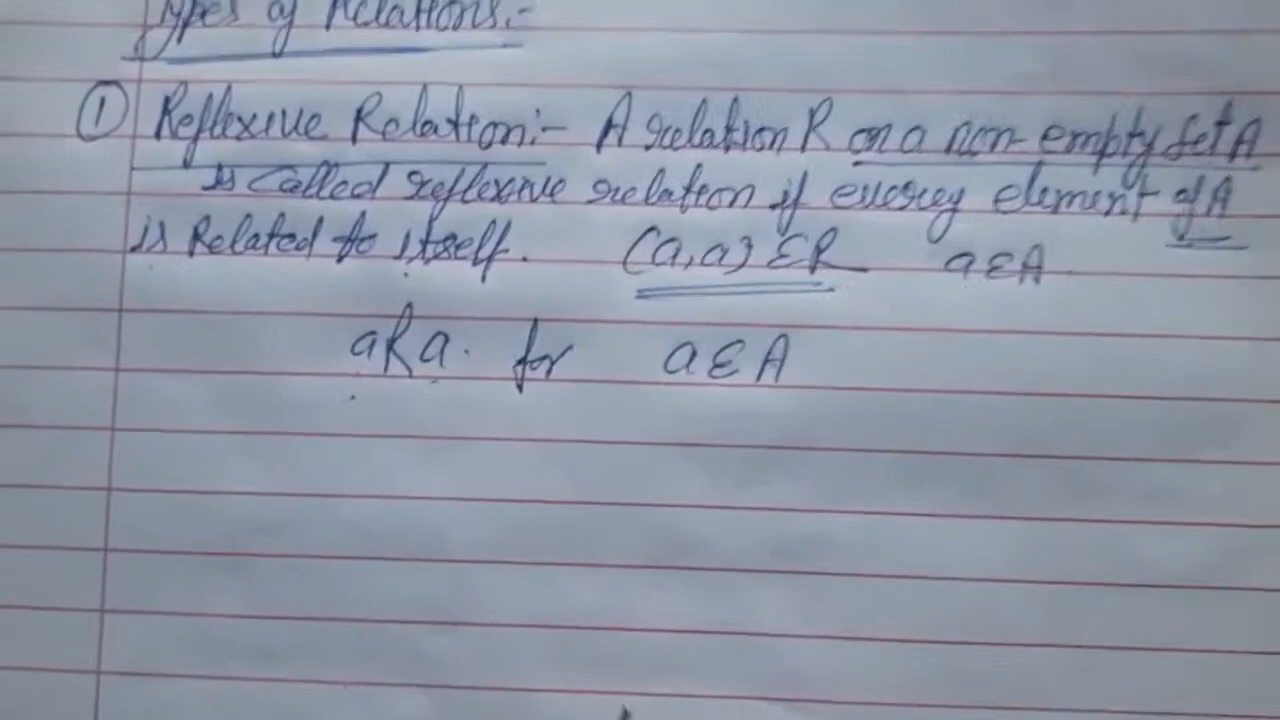 Types of Relations:-
① Reflexive Relation:- A relation R on a non-empty set A
is called reflexive relation if every element of A
is Related to itself. (a,a) ∈ R a ∈ A
aRa. for a ∈ A